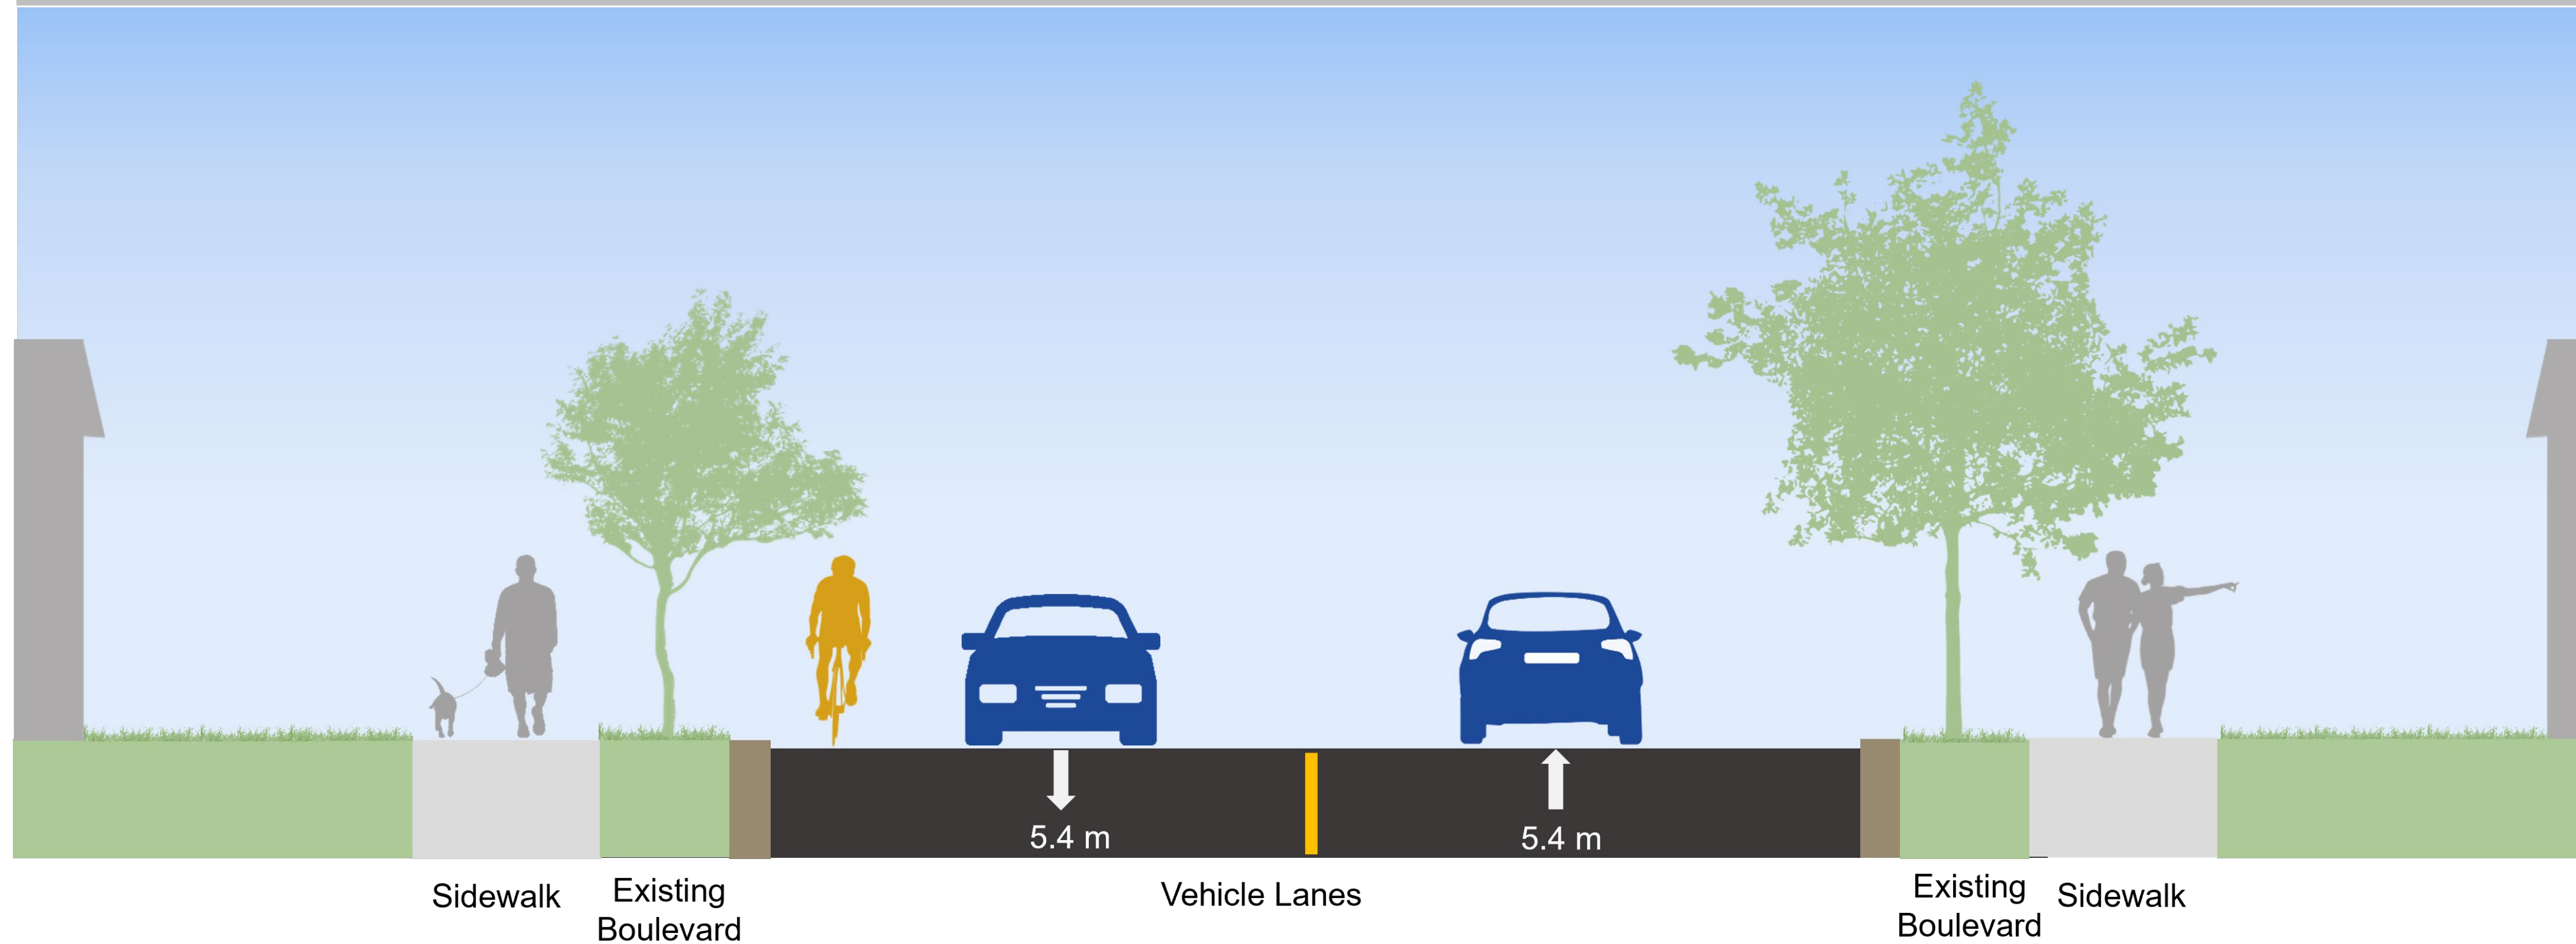 5.4 m
5.4 m
Sidewalk
Existing
Boulevard
Vehicle Lanes
Existing
Boulevard
Sidewalk